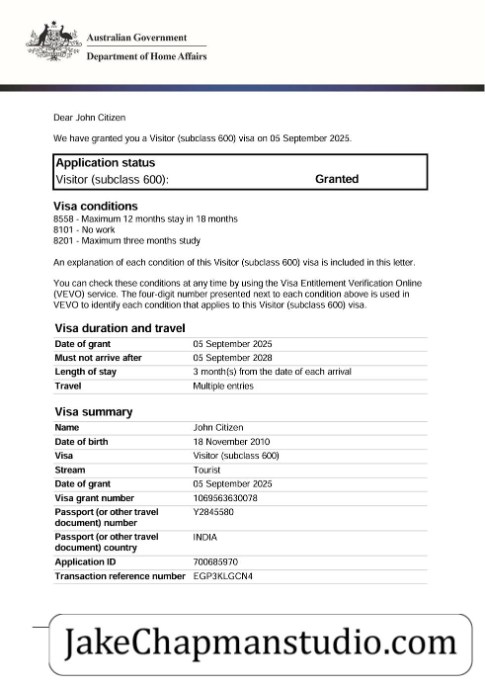 Australian Government
Department of Home Affairs
Dear John Citizen
We have granted you a Visitor (subclass 600) visa on 05 September 2025.
Application status
Visitor (subclass 600): Granted
Visa conditions
8558 - Maximum 12 months stay in 18 months
8101 - No work
8201 - Maximum three months study
An explanation of each condition of this Visitor (subclass 600) visa is included in this letter.
You can check these conditions at any time by using the Visa Entitlement Verification Online
(VEVO) service. The four-digit number presented next to each condition above is used in
VEVO to identify each condition that applies to this Visitor (subclass 600) visa.
Visa duration and travel
Date of grant 05 September 2025
Must not arrive after 05 September 2028
Length of stay 3 month(s) from the date of each arrival
Travel Multiple entries
Visa summary
Name John Citizen
Date of birth 18 November 2010
Visa Visitor (subclass 600)
Stream Tourist
Date of grant 05 September 2025
Visa grant number 1069563630078
Passport (or other travel
document) number Y2845580
Passport (or other travel
document) country INDIA
Application ID 700685970
Transaction reference number EGP3KLGCN4
JakeChapmanstudio.com